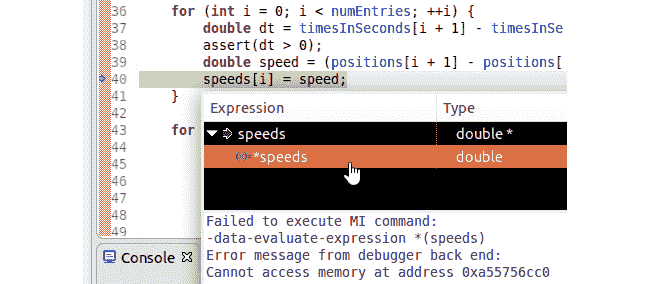 36 for (int i = 0; i < numEntries; ++i) {
37 double dt = timesInSeconds[i + 1] - timesInSe
38 assert(dt > 0);
39 double speed = (positions[i + 1] - positions[
40 speeds[i] = speed;
41 }
42
43 for
44
45
46
47
48
49
Expression Type
speeds double *
*speeds double
Failed to execute MI command:
-data-evaluate-expression *(speeds)
Error message from debugger back end:
Cannot access memory at address 0xa55756cc0
Console